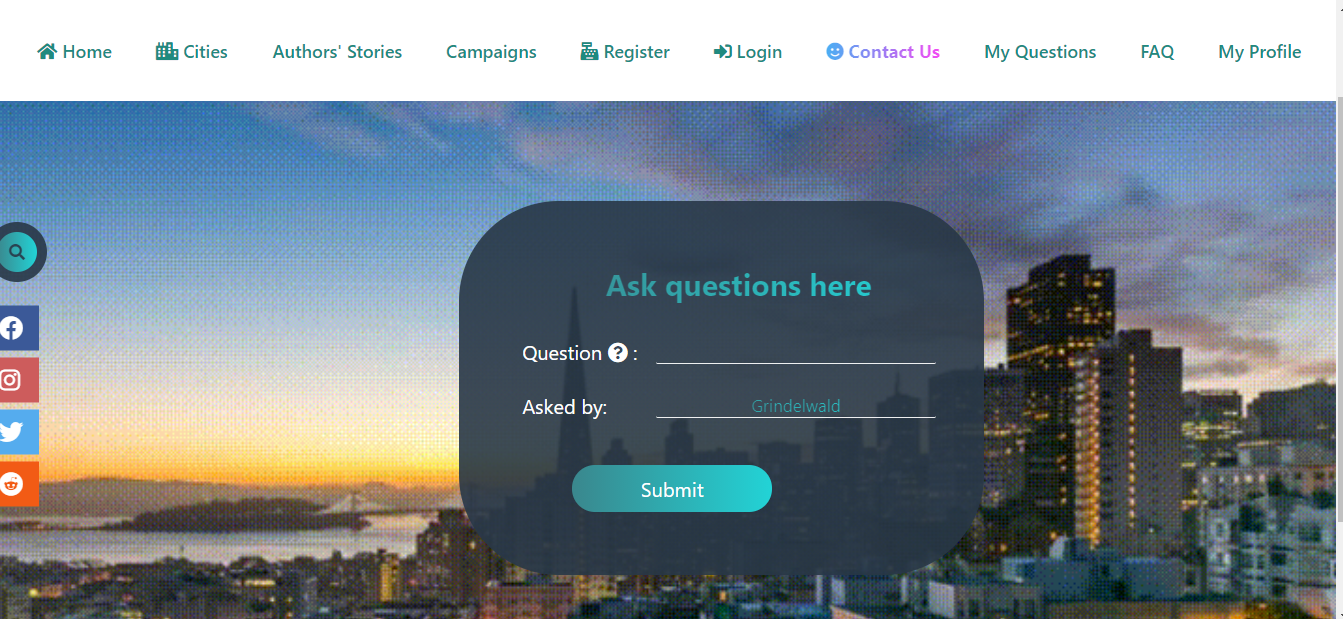 Home Cities Authors' Stories Campaigns Register Login Contact Us My Questions FAQ My Profile
Ask questions here
Question ? :
Asked by: Grindelwald
Submit